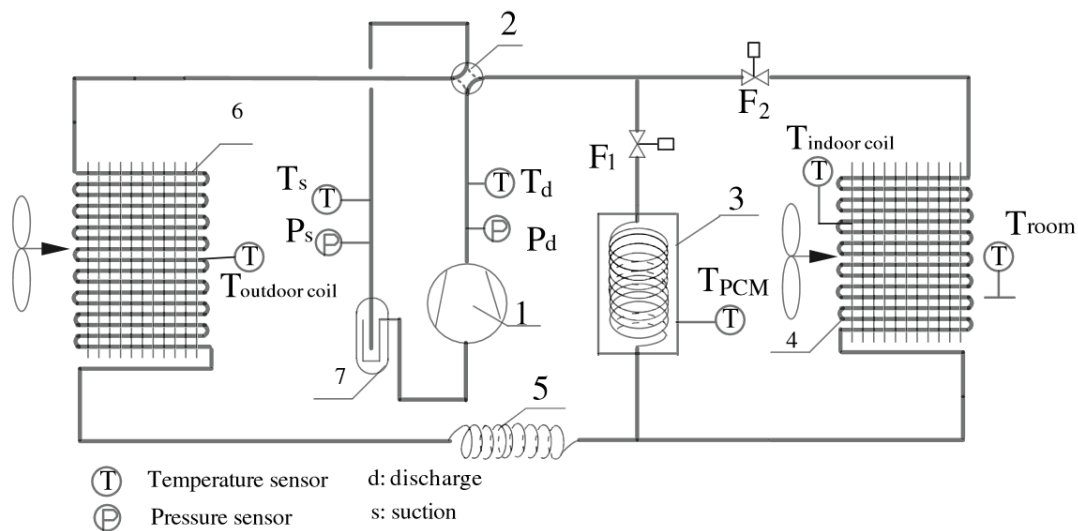 2
6
F2
F1
Tindoor coil
T
Ts
T
T
Td
3
Ps
P
P
Pd
Troom
T
T
Toutdoor coil
TPCM
1
T
4
7
5
T Temperature sensor d: discharge
P Pressure sensor s: suction